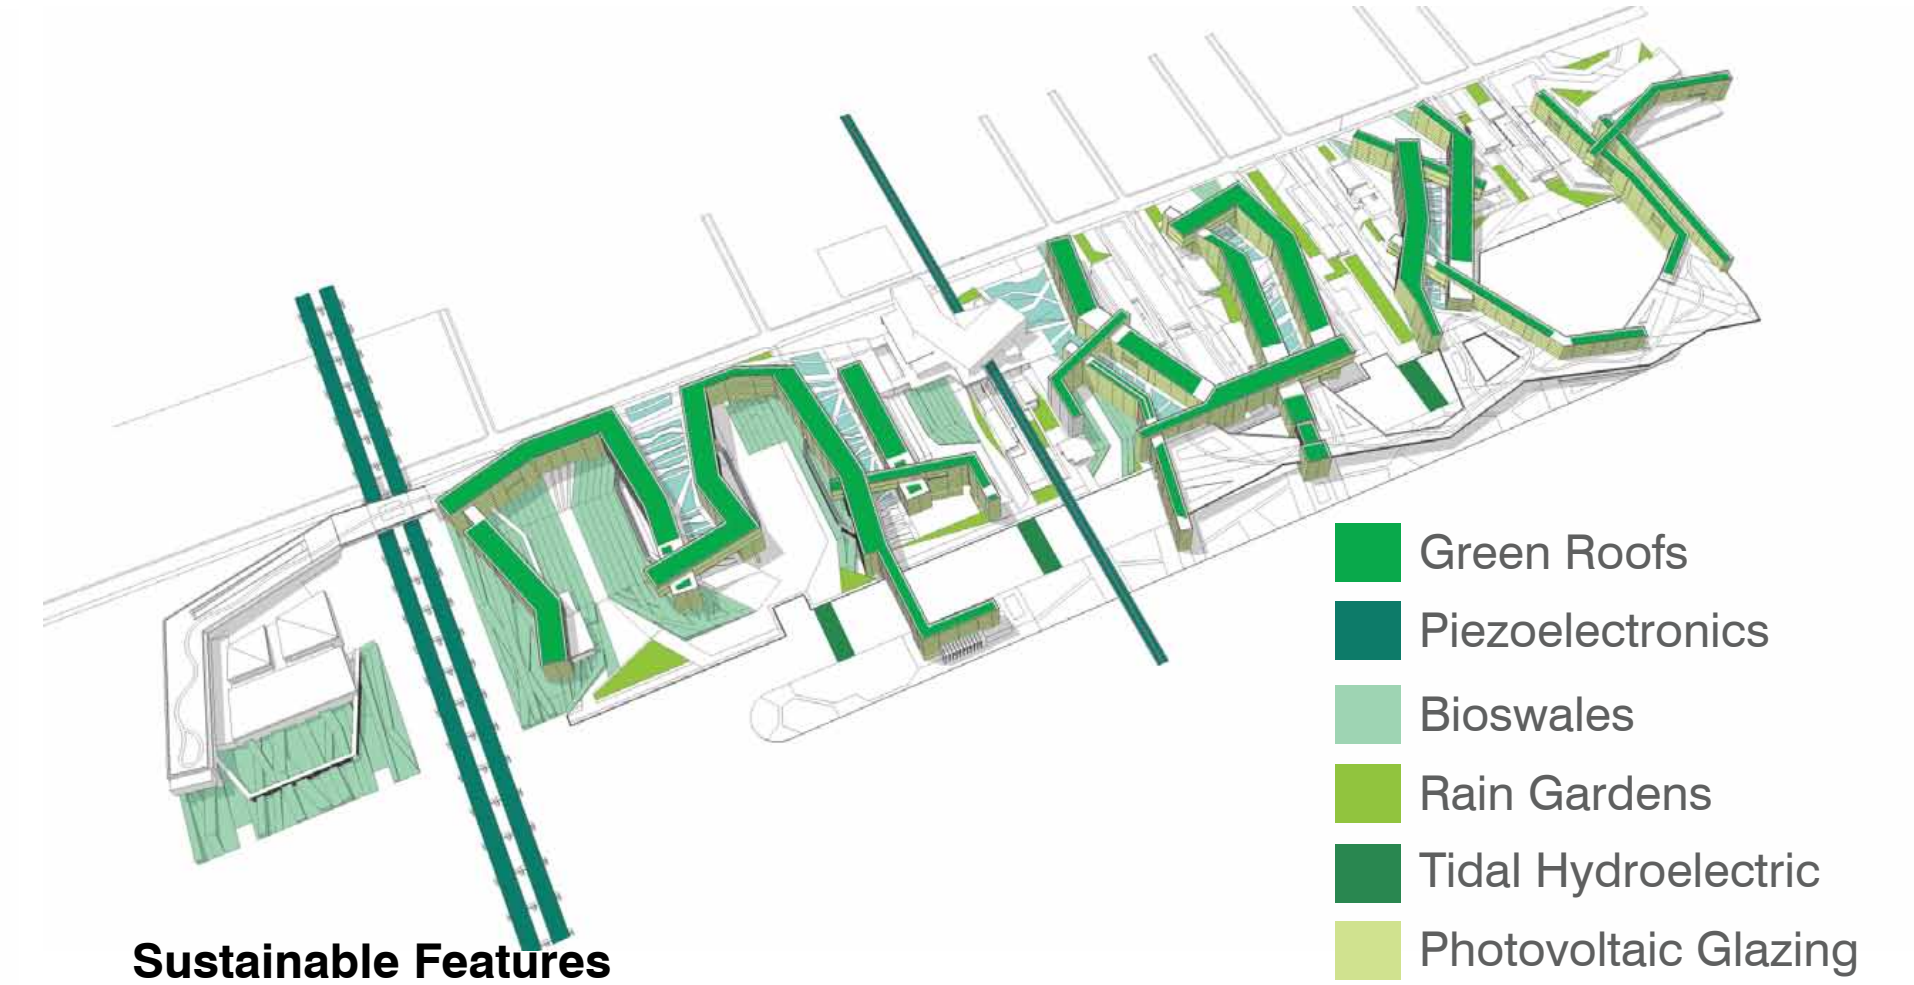 Green Roofs
Piezoelectronics
Bioswales
Rain Gardens
Tidal Hydroelectric
Photovoltaic Glazing
Sustainable Features